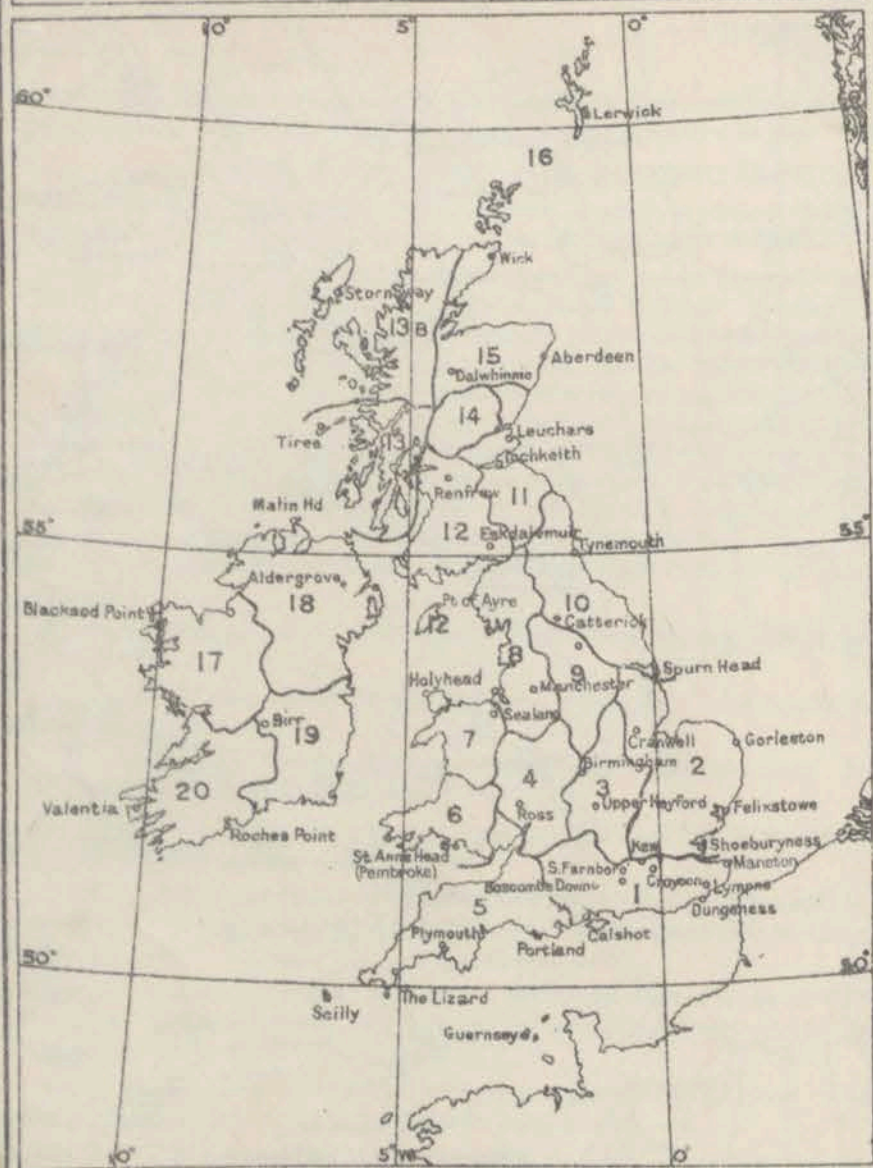 10° 5° 0°
60°
Lerwick
16
Wick
Stornoway
13 B
15
Aberdeen
Dalwhinme
14
Tiree
13
Leuchars
Inchkeith
Renfrew
11
Malin Hd
12
Eskdalemuir
55° 55°
Tynemouth
Aldergrove
18
Pt of Ayre
10
Blacksod Point
12
Catterick
17
8
9
Spurn Head
Holyhead
Manchester
Sealand
Birr
19
7
Cranwell
Gorleston
Birmingham
2
4
3
20
Ross
Upper Heyford
Felixstowe
Valentia
6
Roches Point
Kew
Shoeburyness
St. Anns Head
(Pembroke)
S. Farnboro
Manston
Boscombe Down
Croydon
Lympne
1
5
Dungeness
Plymouth
Calshot
Portland
50° 50°
The Lizard
Scilly
Guernsey
10° 5°W. 0°